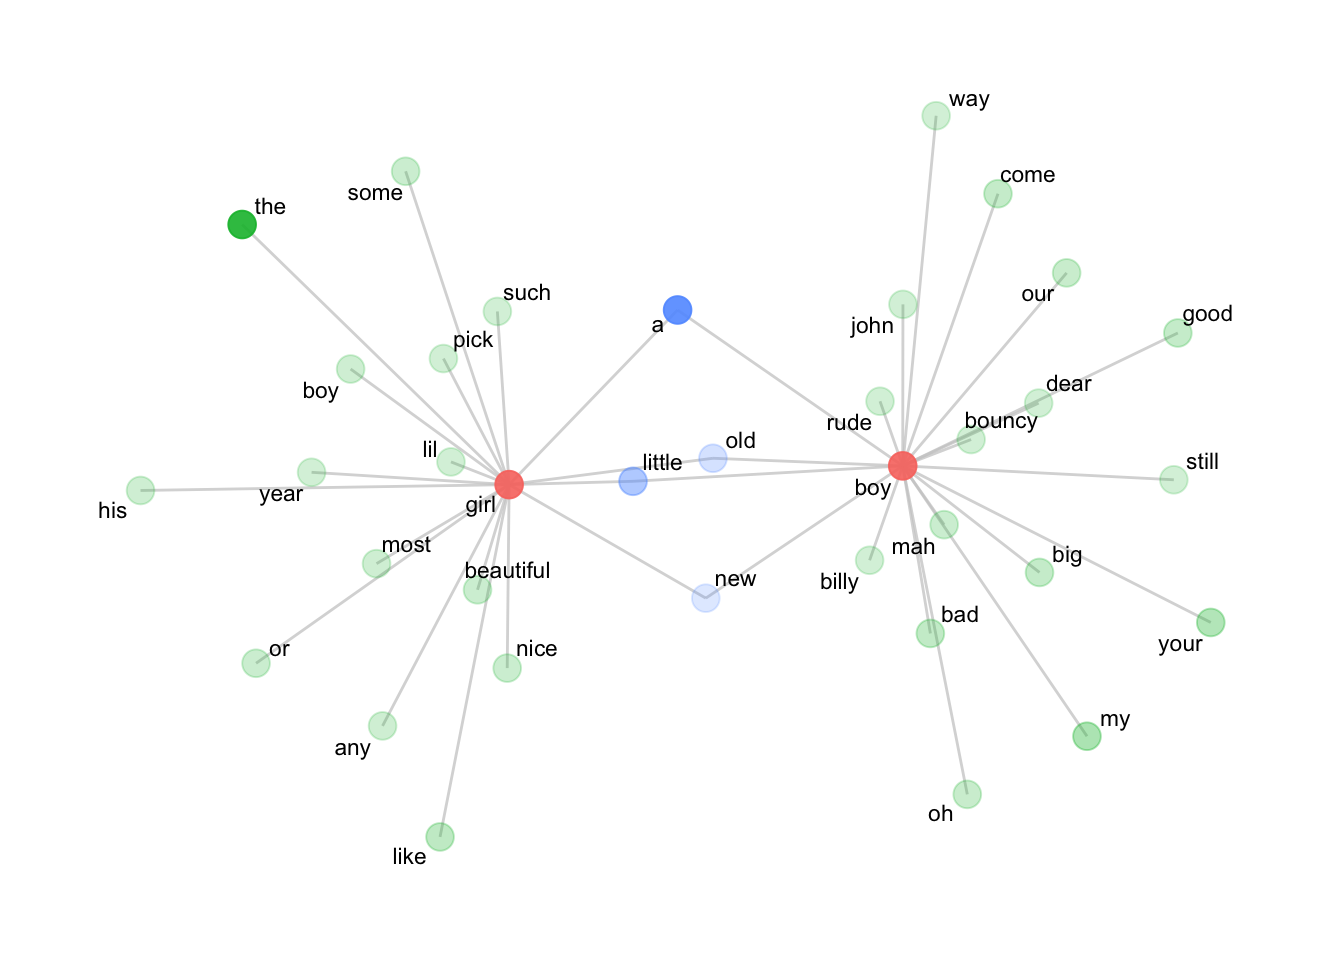 way
come
some
the
our
such
good
a
john
pick
boy
dear
bouncy
rude
old
lil
little
still
year
girl
boy
his
most
mah
big
beautiful
billy
new
bad
your
or
nice
my
any
oh
like